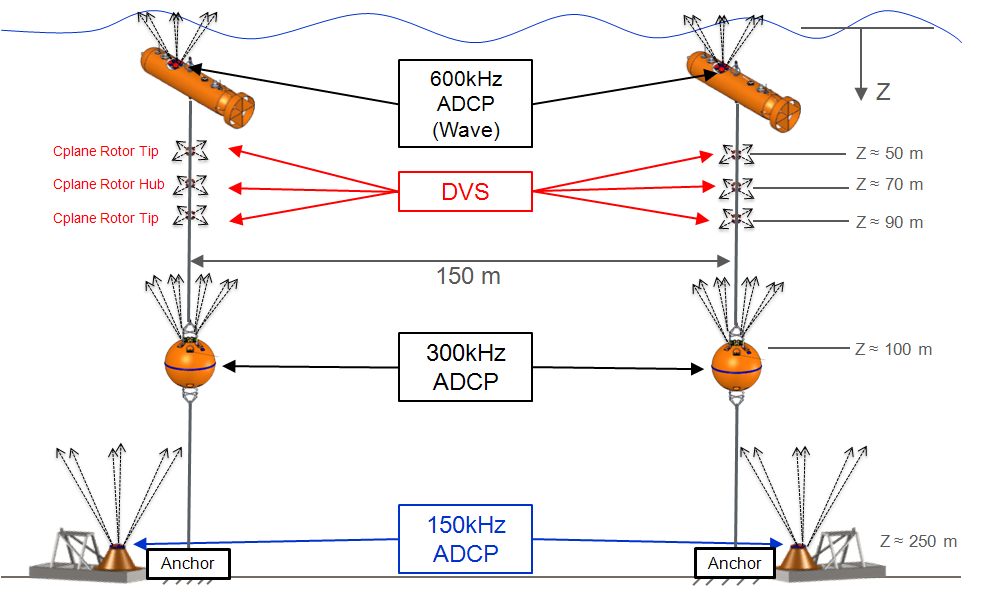 600kHz
ADCP
(Wave)
Z
Cplane Rotor Tip
Z ≈ 50 m
Cplane Rotor Hub
DVS
Z ≈ 70 m
Cplane Rotor Tip
Z ≈ 90 m
150 m
300kHz
ADCP
Z ≈ 100 m
150kHz
ADCP
Z ≈ 250 m
Anchor
Anchor